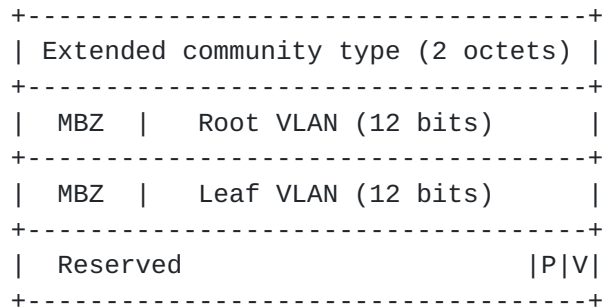 +------------------------------------+
| Extended community type (2 octets) |
+------------------------------------+
|  MBZ  |   Root VLAN (12 bits)      |
+------------------------------------+
|  MBZ  |   Leaf VLAN (12 bits)      |
+------------------------------------+
|  Reserved                      |P|V|
+------------------------------------+